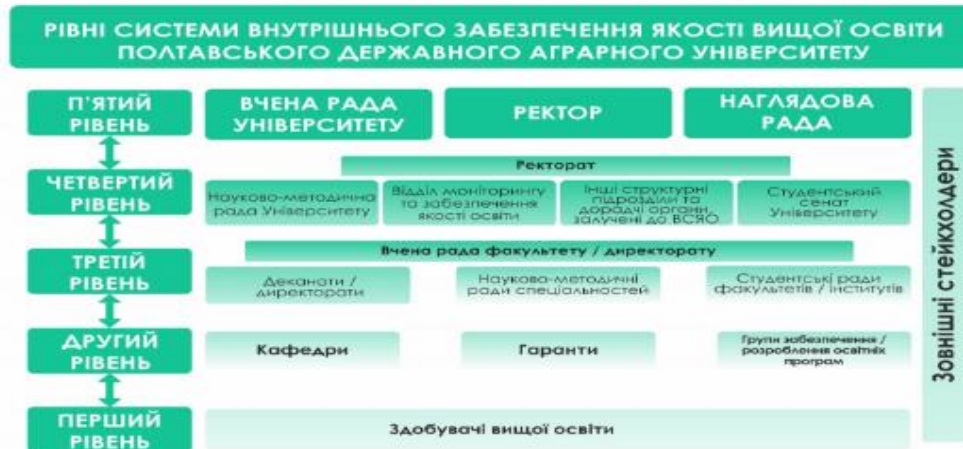 РІВНІ СИСТЕМИ ВНУТРІШНЬОГО ЗАБЕЗПЕЧЕННЯ ЯКОСТІ ВИЩОЇ ОСВІТИ
ПОЛТАВСЬКОГО ДЕРЖАВНОГО АГРАРНОГО УНІВЕРСИТЕТУ
П'ЯТИЙ
РІВЕНЬ
ВЧЕНА РАДА
УНІВЕРСИТЕТУ
РЕКТОР
НАГЛЯДОВА
РАДА
Ректорат
ЧЕТВЕРТИЙ
РІВЕНЬ
Науково-методична
рада Університету
Відділ моніторингу
та забезпечення
якості освіти
Інші структурні
підрозділи та
дорадчі органи,
залучені до ВСЯО
Студентський
сенат
Університету
Вчена рада факультету / директорату
ТРЕТІЙ
РІВЕНЬ
Деканати /
директорати
Науково-методичні
ради спеціальностей
Студентські ради
факультетів / інститутів
ДРУГИЙ
РІВЕНЬ
Кафедри
Гаранти
Групи забезпечення /
розроблення освітніх
програм
ПЕРШИЙ
РІВЕНЬ
Здобувачі вищої освіти
Зовнішні стейкхолдери